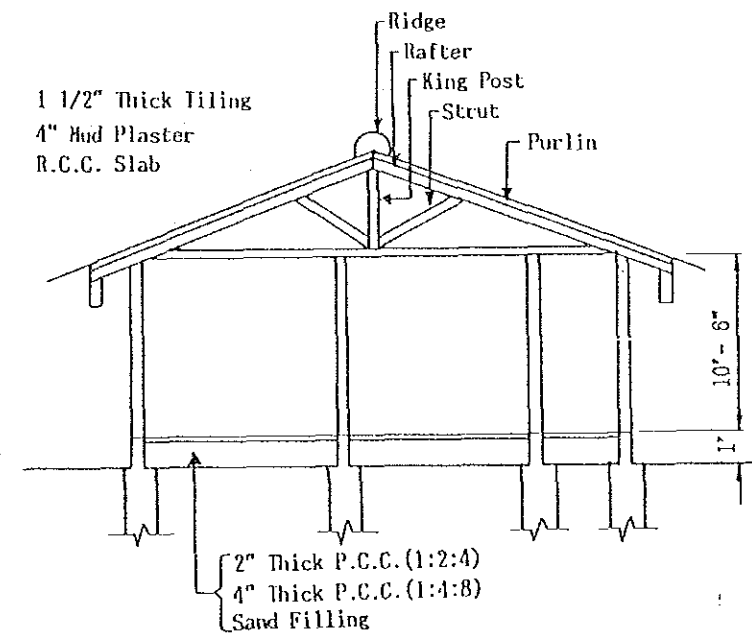 Ridge
Rafter
King Post
Strut
Purlin
1 1/2" Thick Tiling
4" Mud Plaster
R.C.C. Slab
10'- 6"
1'
2" Thick P.C.C.(1:2:4)
4" Thick P.C.C.(1:4:8)
Sand Filling